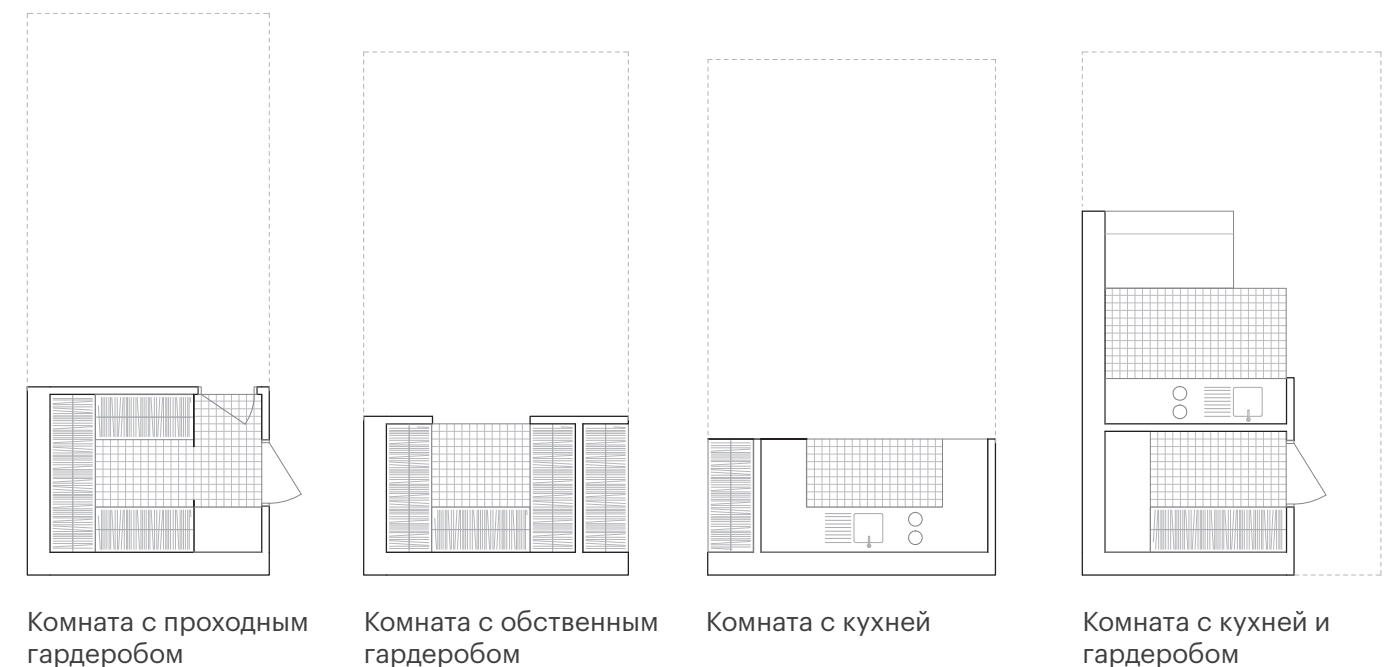 Комната с проходным
гардеробом
Комната с обственным
гардеробом
Комната с кухней
Комната с кухней и
гардеробом